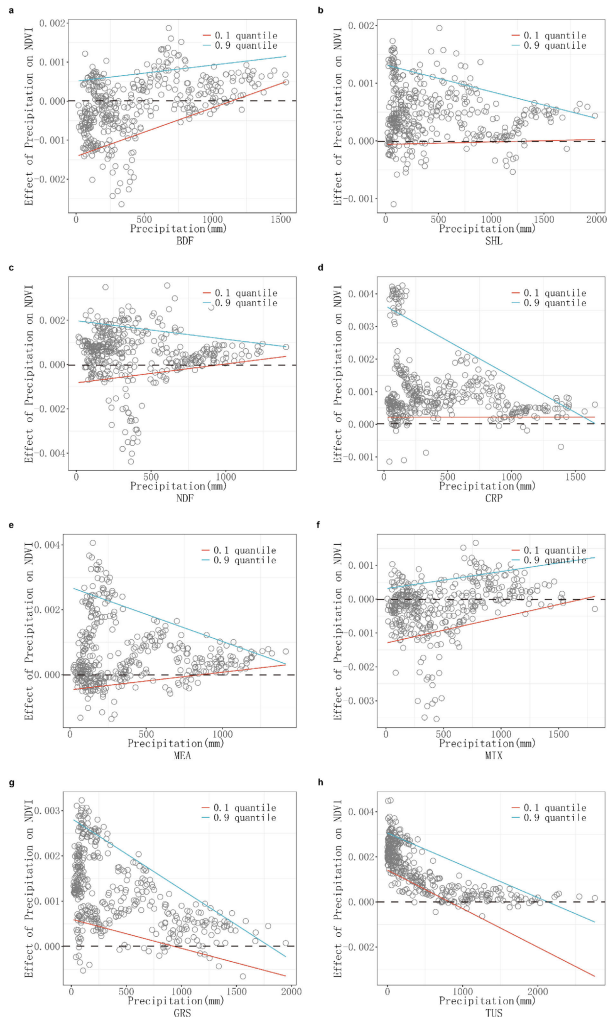 a
Effect of Precipitation on NDVI
0.002
0.001
0.000
−0.001
−0.002
0.1 quantile
0.9 quantile
0
500
1000
1500
Precipitation(mm)
BDF
b
Effect of Precipitation on NDVI
0.002
0.001
0.000
−0.001
0.1 quantile
0.9 quantile
0
500
1000
1500
2000
Precipitation(mm)
SHL
c
Effect of Precipitation on NDVI
0.002
0.000
−0.002
−0.004
0.1 quantile
0.9 quantile
0
500
1000
Precipitation(mm)
NDF
d
Effect of Precipitation on NDVI
0.004
0.003
0.002
0.001
0.000
−0.001
0.1 quantile
0.9 quantile
0
500
1000
1500
Precipitation(mm)
CRP
e
Effect of Precipitation on NDVI
0.004
0.002
0.000
0.1 quantile
0.9 quantile
0
500
1000
Precipitation(mm)
MEA
f
Effect of Precipitation on NDVI
0.001
0.000
0.001
0.002
0.003
0.1 quantile
0.9 quantile
0
500
1000
1500
Precipitation(mm)
MIX
g
Effect of Precipitation on NDVI
0.003
0.002
0.001
0.000
0.1 quantile
0.9 quantile
0
500
1000
1500
2000
Precipitation(mm)
GRS
h
Effect of Precipitation on NDVI
0.004
0.002
0.000
0.002
0.1 quantile
0.9 quantile
0
1000
2000
Precipitation(mm)
TUS